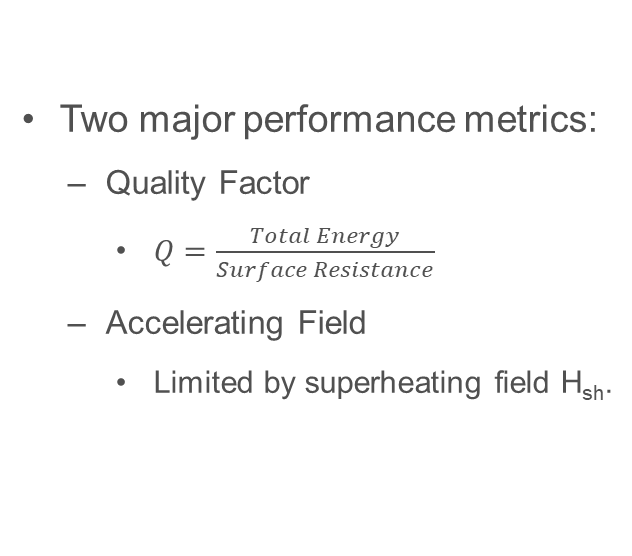 • Two major performance metrics:
– Quality Factor
• Q = Total Energy / Surface Resistance
– Accelerating Field
• Limited by superheating field Hsh.